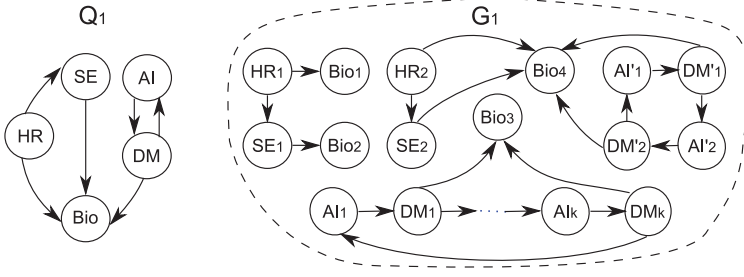 Q1
SE
AI
HR
DM
Bio
G1
HR1
Bio1
HR2
Bio4
AI'1
DM'1
Bio3
SE1
Bio2
SE2
DM'2
AI'2
AI1
DM1
AIk
DMk